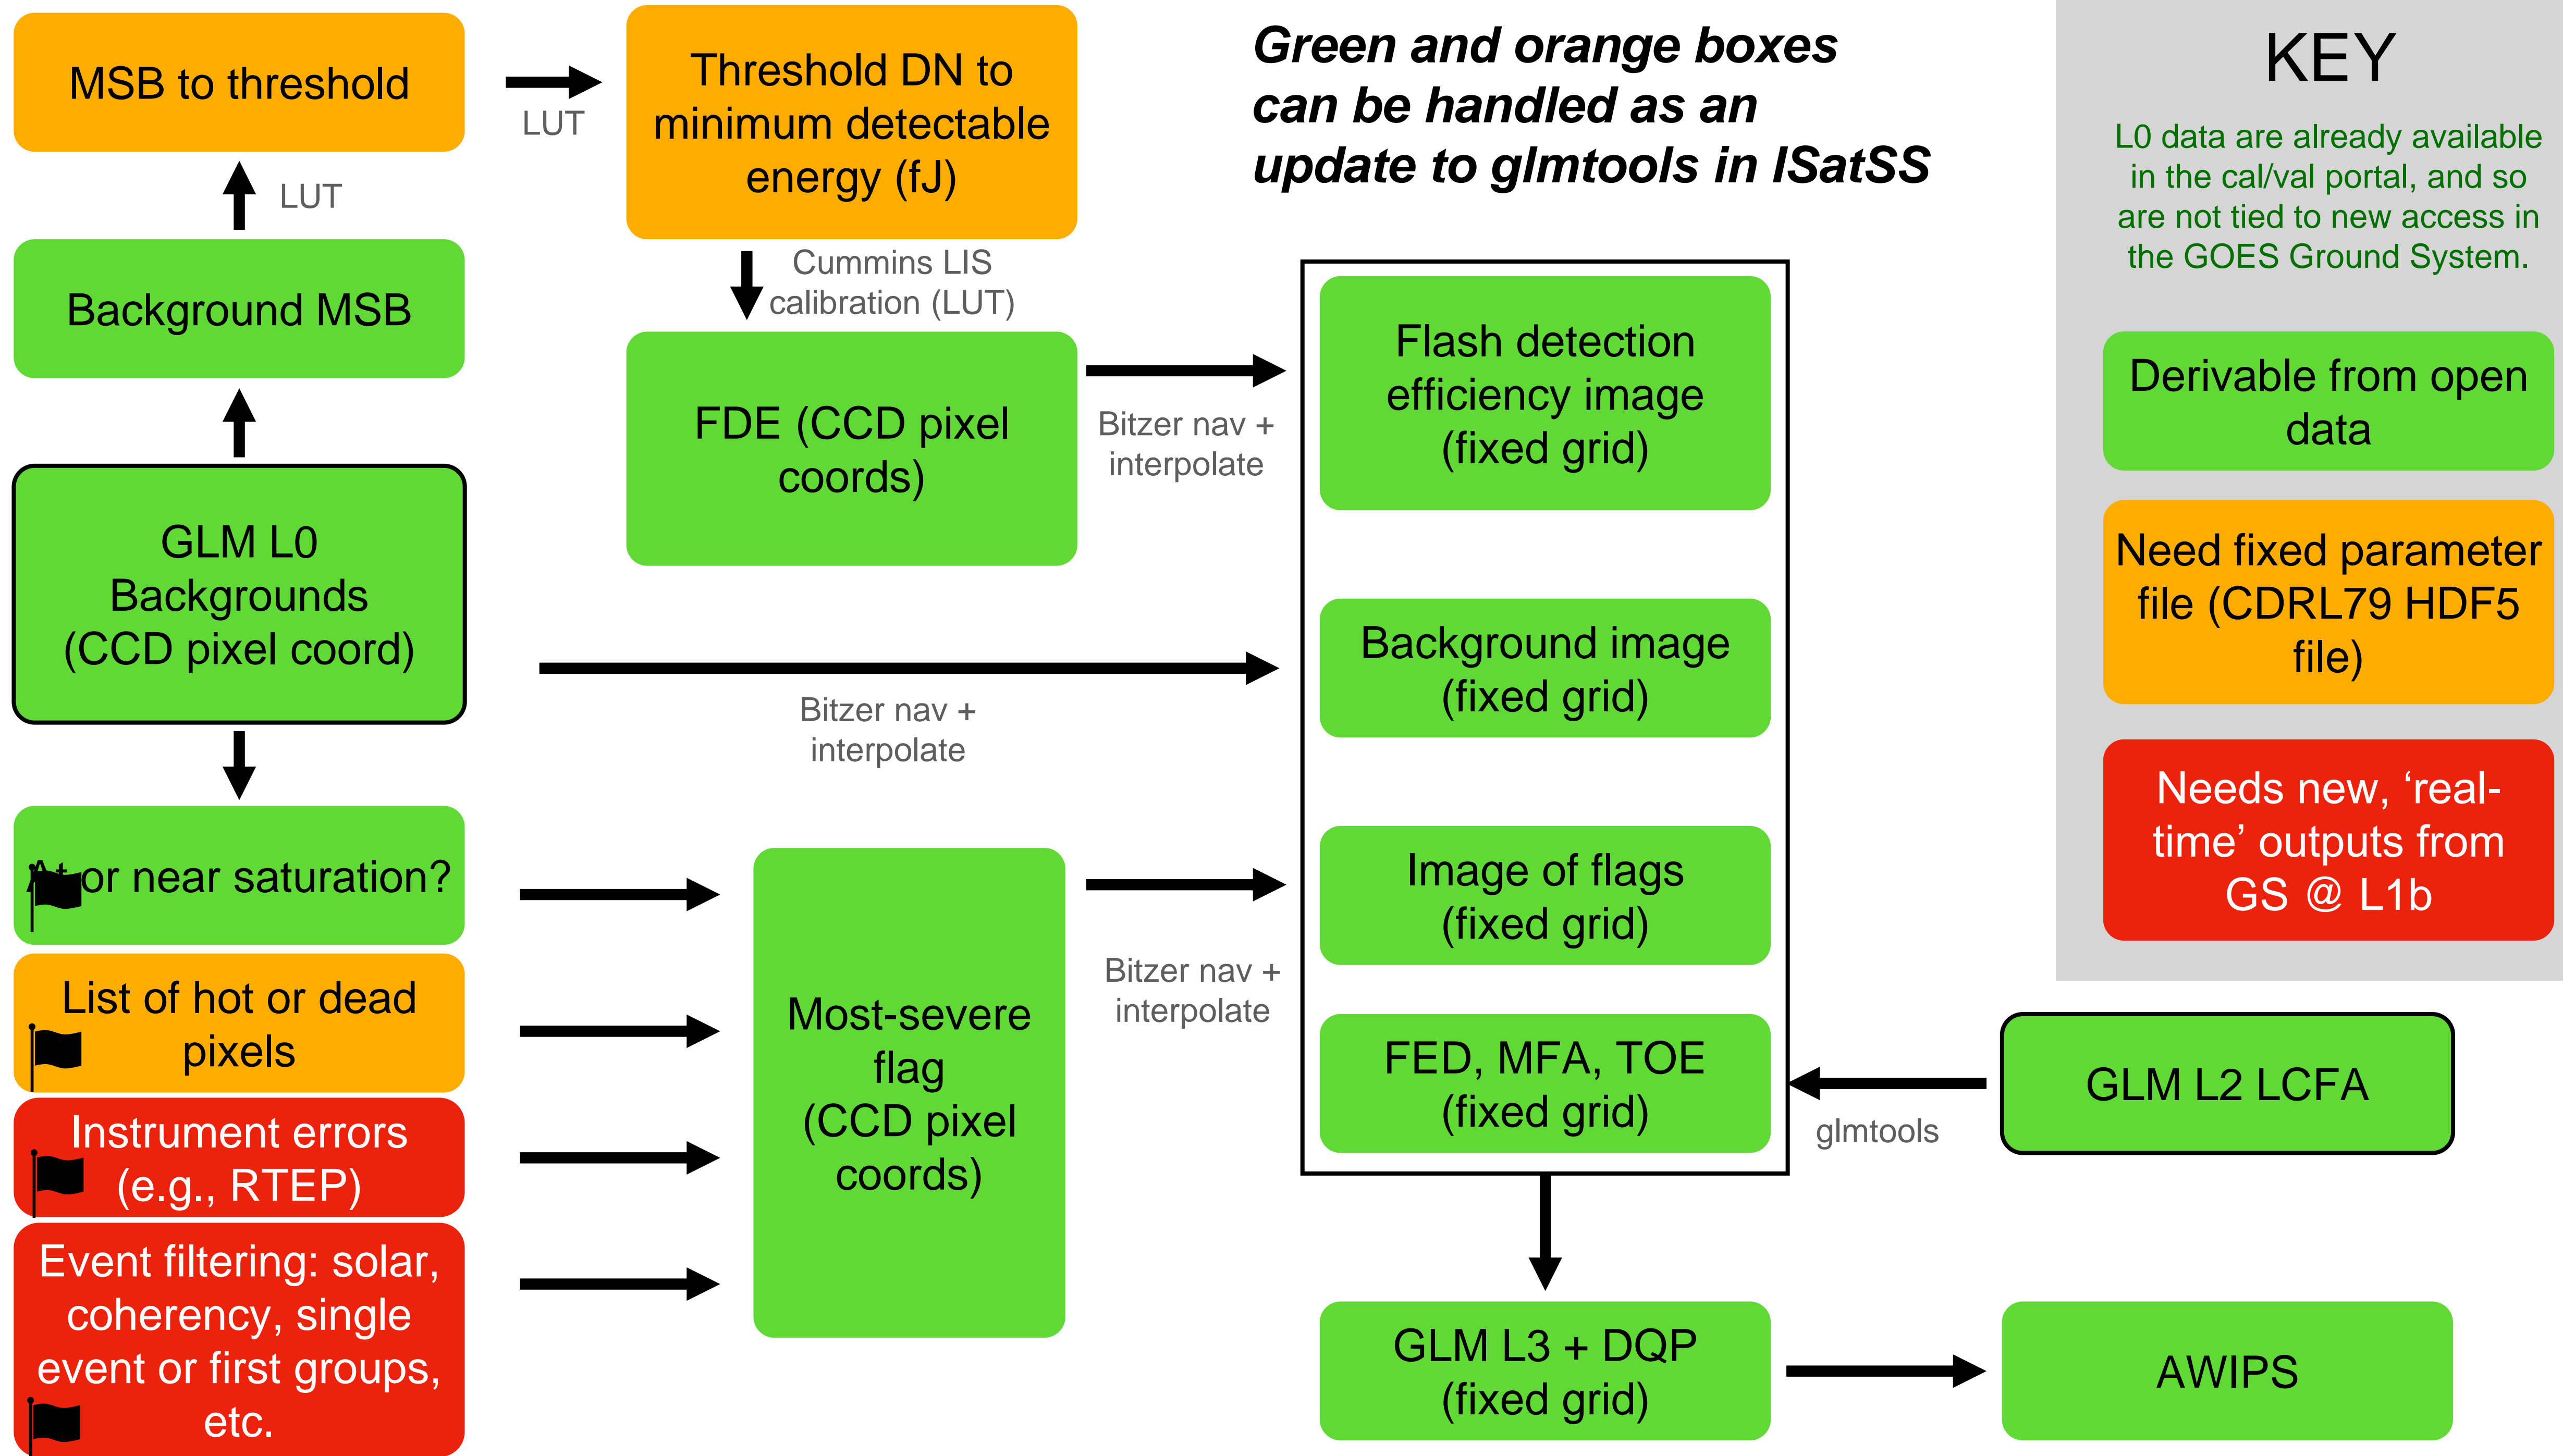 MSB to threshold
LUT
Threshold DN to
minimum detectable
energy (fJ)
Green and orange boxes
can be handled as an
update to glmtools in ISatSS
KEY
L0 data are already available
in the cal/val portal, and so
are not tied to new access in
the GOES Ground System.
LUT
Background MSB
Cummins LIS
calibration (LUT)
Derivable from open
data
FDE (CCD pixel
coords)
Bitzer nav +
interpolate
Flash detection
efficiency image
(fixed grid)
Need fixed parameter
file (CDRL79 HDF5
file)
GLM L0
Backgrounds
(CCD pixel coord)
Bitzer nav +
interpolate
Background image
(fixed grid)
Needs new, ‘real-
time’ outputs from
GS @ L1b
At or near saturation?
List of hot or dead
pixels
Instrument errors
(e.g., RTEP)
Event filtering: solar,
coherency, single
event or first groups,
etc.
Most-severe
flag
(CCD pixel
coords)
Bitzer nav +
interpolate
Image of flags
(fixed grid)
FED, MFA, TOE
(fixed grid)
glmtools
GLM L2 LCFA
GLM L3 + DQP
(fixed grid)
AWIPS